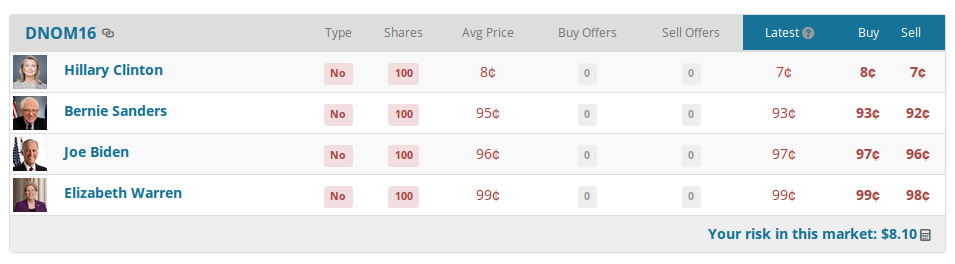 DNOM16 Type Shares Avg Price Buy Offers Sell Offers Latest ? Buy Sell
Hillary Clinton No 100 8¢ 0 0 7¢ 8¢ 7¢
Bernie Sanders No 100 95¢ 0 0 93¢ 93¢ 92¢
Joe Biden No 100 96¢ 0 0 97¢ 97¢ 96¢
Elizabeth Warren No 100 99¢ 0 0 99¢ 99¢ 98¢
Your risk in this market: $8.10